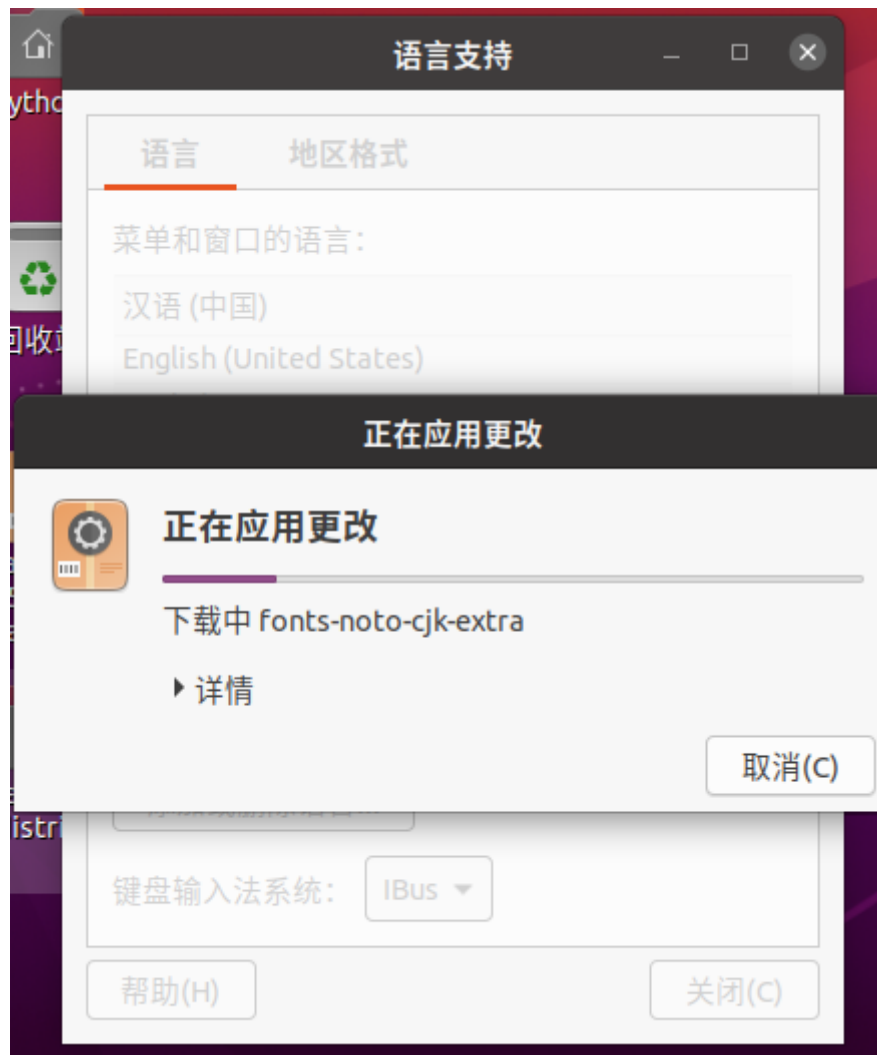 语言支持
ytho
语言 地区格式
菜单和窗口的语言：
汉语 (中国)
English (United States)
正在应用更改
正在应用更改
下载中 fonts-noto-cjk-extra
详情
取消(C)
istri
键盘输入法系统： IBus
帮助(H) 关闭(C)